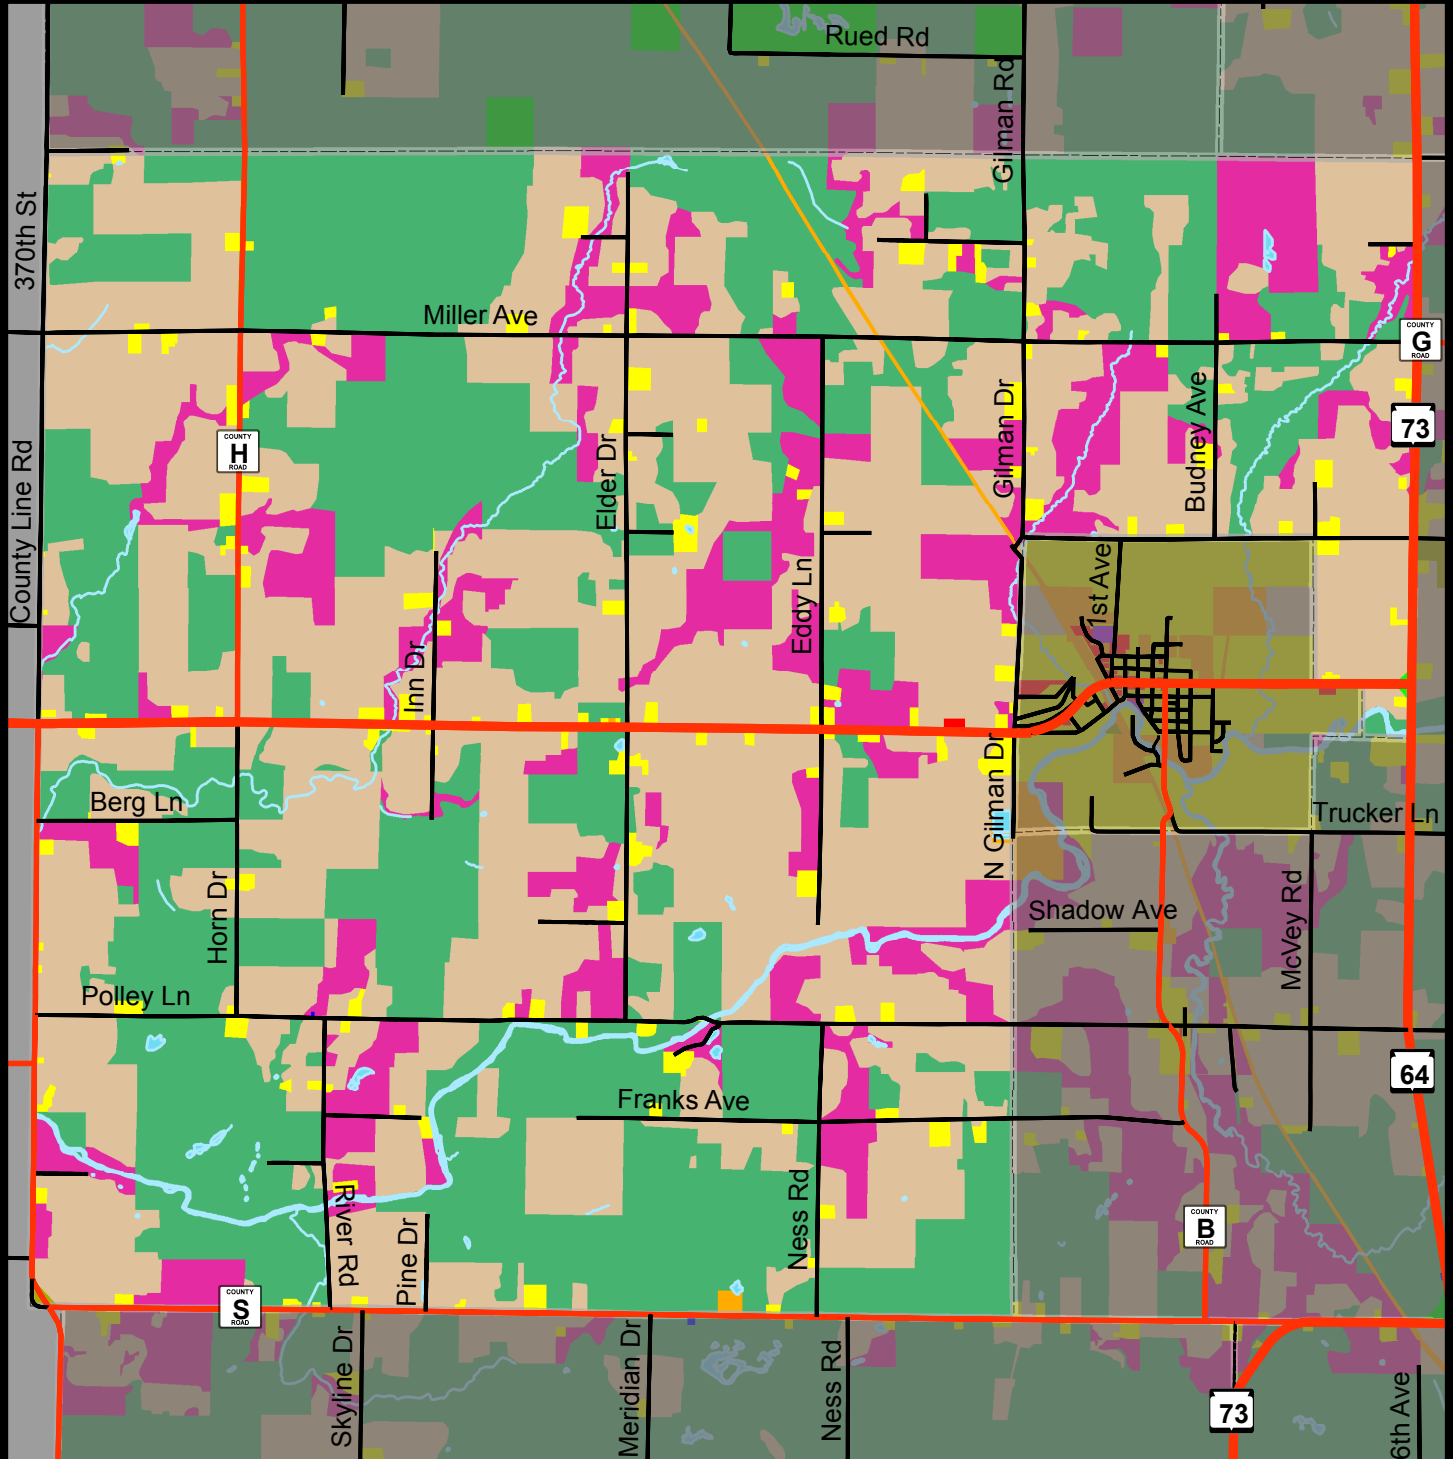 Rued Rd
Gilman Rd
370th St
Miller Ave
COUNTY
G
ROAD
73
Gilman Dr
Budney Ave
COUNTY
H
ROAD
Elder Dr
County Line Rd
1st Ave
Eddy Ln
Inn Dr
N Gilman Dr
Berg Ln
Trucker Ln
Horn Dr
Shadow Ave
McVey Rd
Polley Ln
64
Franks Ave
River Rd
Pine Dr
Ness Rd
COUNTY
B
ROAD
COUNTY
S
ROAD
Skyline Dr
Meridian Dr
Ness Rd
73
6th Ave